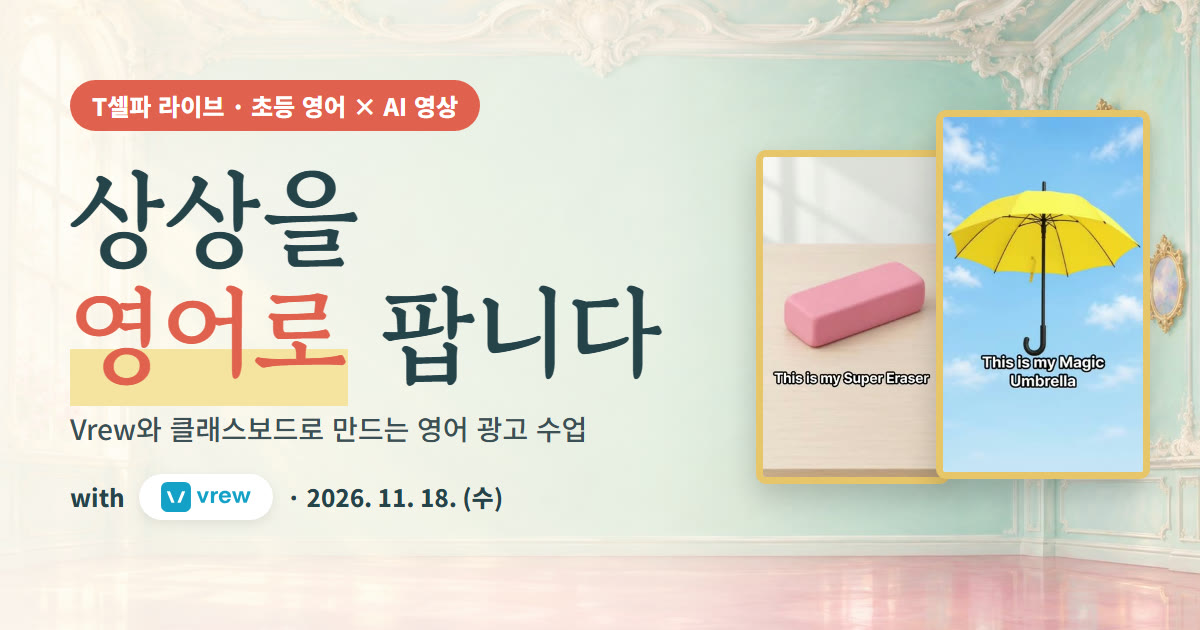 T셀파 라이브 · 초등 영어 × AI 영상
상상을
영어로 팝니다
Vrew와 클래스보드로 만드는 영어 광고 수업
with vrew · 2026. 11. 18. (수)
This is my Super Eraser
This is my Magic
Umbrella